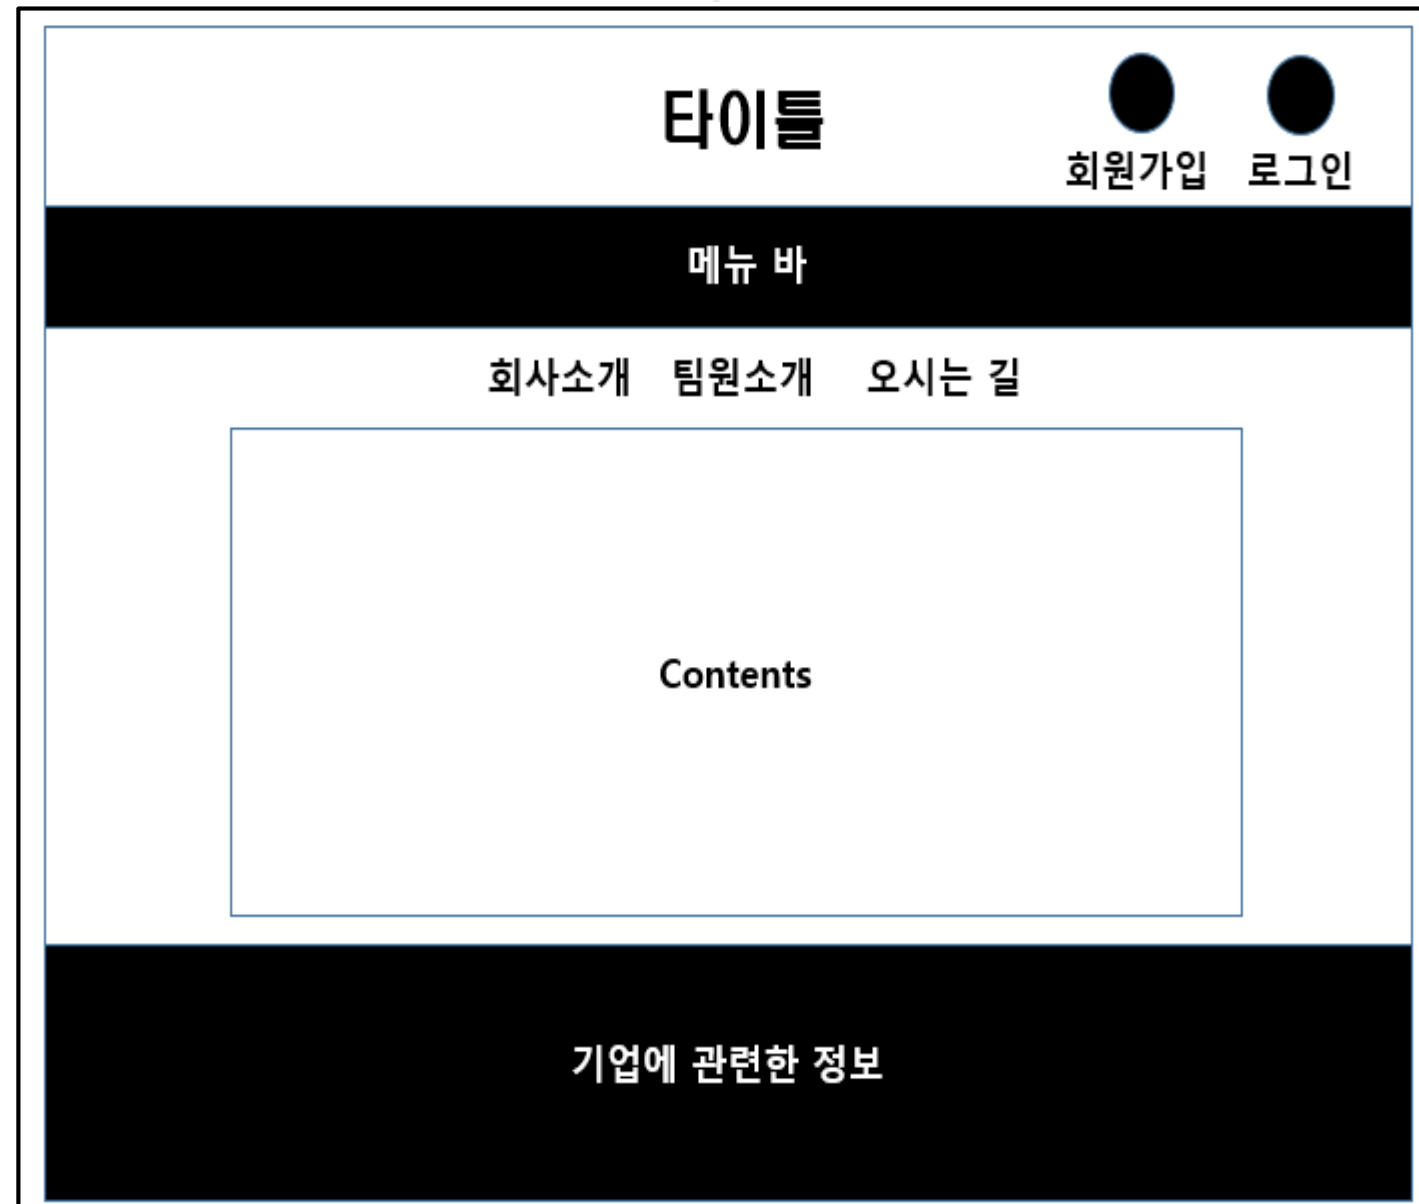 타이틀
회원가입 로그인
메뉴 바
회사소개 팀원소개 오시는 길
Contents
기업에 관련한 정보